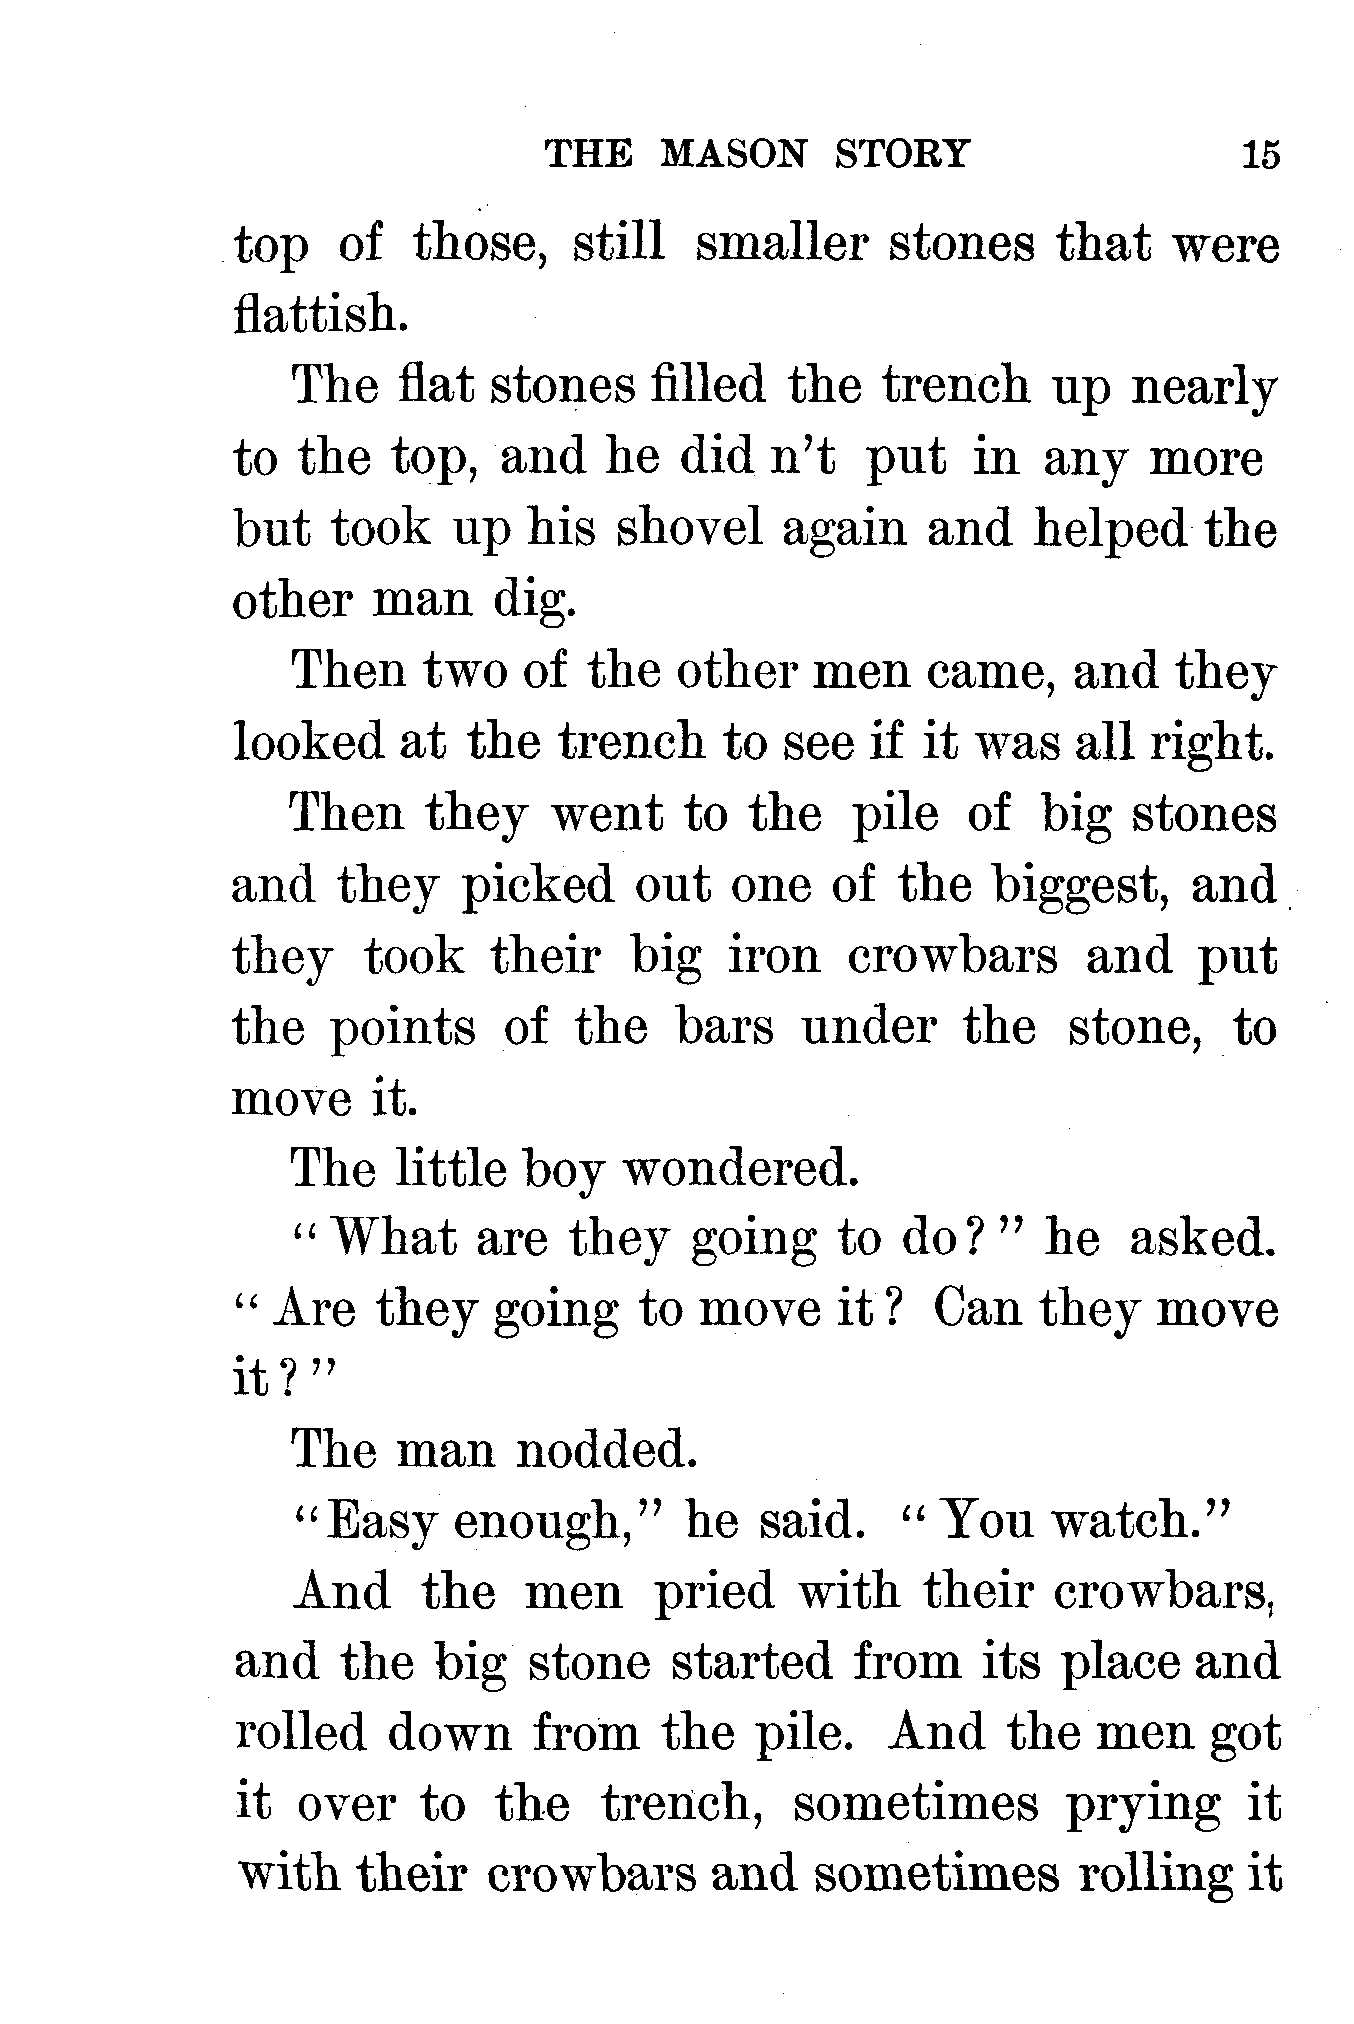 THE MASON STORY 15
top of those, still smaller stones that were
flattish.
The flat stones filled the trench up nearly
to the top, and he did n't put in any more
but took up his shovel again and helped the
other man dig.
Then two of the other men came, and they
looked at the trench to see if it was all right.
Then they went to the pile of big stones
and they picked out one of the biggest, and
they took their big iron crowbars and put
the points of the bars under the stone, to
move it.
The little boy wondered.
" What are they going to do? " he asked.
" Are they going to move it? Can they move
it? "
The man nodded.
"Easy enough," he said. " You watch."
And the men pried with their crowbars,
and the big stone started from its place and
rolled down from the pile. And the men got
it over to the trench, sometimes prying it
with their crowbars and sometimes rolling it